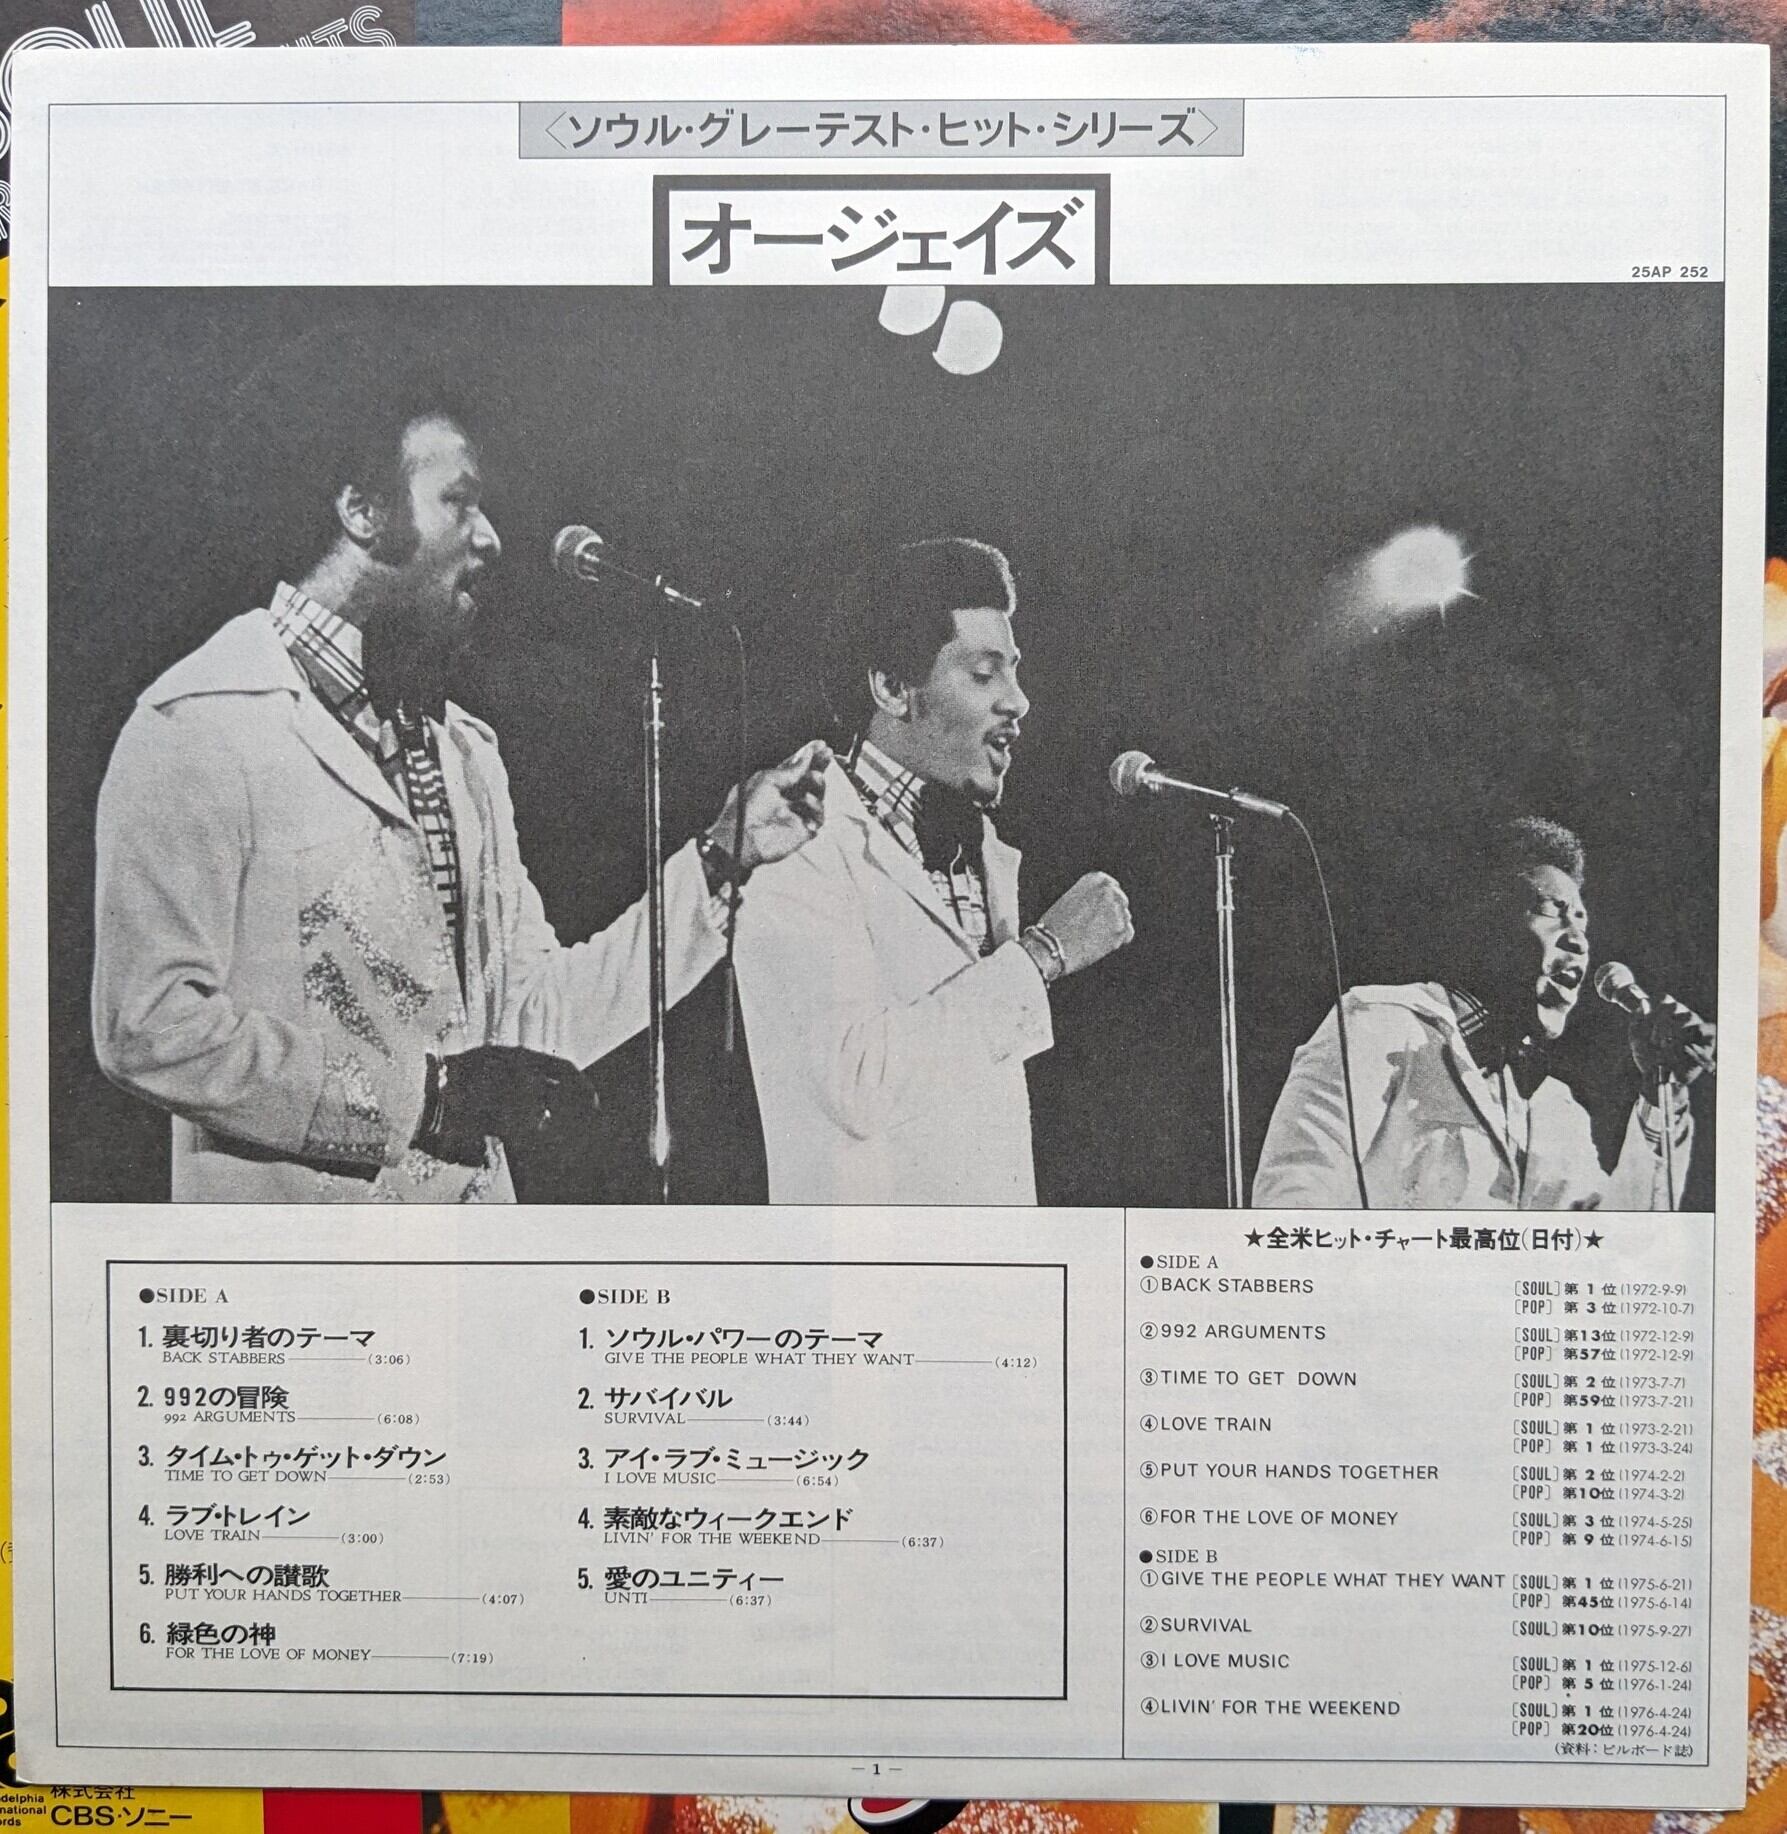 SOUL
HITS
〈ソウル・グレーテスト・ヒット・シリーズ〉
オージェイズ
25AP 252
●SIDE A
1. 裏切り者のテーマ
BACK STABBERS (3:06)
2. 992の冒険
992 ARGUMENTS (6:08)
3. タイム・トゥ・ゲット・ダウン
TIME TO GET DOWN (2:53)
4. ラブ・トレイン
LOVE TRAIN (3:00)
5. 勝利への讃歌
PUT YOUR HANDS TOGETHER (4:07)
6. 緑色の神
FOR THE LOVE OF MONEY (7:19)
●SIDE B
1. ソウル・パワーのテーマ
GIVE THE PEOPLE WHAT THEY WANT (4:12)
2. サバイバル
SURVIVAL (3:44)
3. アイ・ラブ・ミュージック
I LOVE MUSIC (6:54)
4. 素敵なウィークエンド
LIVIN' FOR THE WEEKEND (6:37)
5. 愛のユニティー
UNTI (6:37)
★全米ヒット・チャート最高位(日付)★
●SIDE A
①BACK STABBERS [SOUL] 第 1 位 (1972-9-9)
[POP] 第 3 位 (1972-10-7)
②992 ARGUMENTS [SOUL] 第13位 (1972-12-9)
[POP] 第57位 (1972-12-9)
③TIME TO GET DOWN [SOUL] 第 2 位 (1973-7-7)
[POP] 第59位 (1973-7-21)
④LOVE TRAIN [SOUL] 第 1 位 (1973-2-21)
[POP] 第 1 位 (1973-3-24)
⑤PUT YOUR HANDS TOGETHER [SOUL] 第 2 位 (1974-2-2)
[POP] 第10位 (1974-3-2)
⑥FOR THE LOVE OF MONEY [SOUL] 第 3 位 (1974-5-25)
[POP] 第 9 位 (1974-6-15)
●SIDE B
①GIVE THE PEOPLE WHAT THEY WANT [SOUL] 第 1 位 (1975-6-21)
[POP] 第45位 (1975-6-14)
②SURVIVAL [SOUL] 第10位 (1975-9-27)
③I LOVE MUSIC [SOUL] 第 1 位 (1975-12-6)
[POP] 第 5 位 (1976-1-24)
④LIVIN' FOR THE WEEKEND [SOUL] 第 1 位 (1976-4-24)
[POP] 第20位 (1976-4-24)
(資料：ビルボード誌)
— 1 —
株式会社
CBS・ソニー